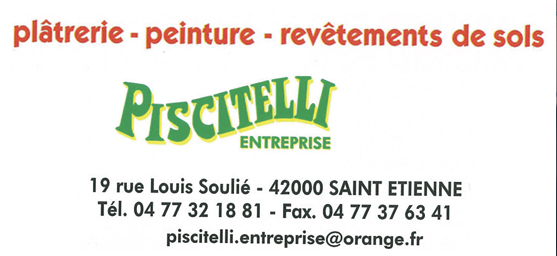 plâtrerie - peinture - revêtements de sols
PISCITELLI
ENTREPRISE
19 rue Louis Soulié - 42000 SAINT ETIENNE
Tél. 04 77 32 18 81 - Fax. 04 77 37 63 41
piscitelli.entreprise@orange.fr